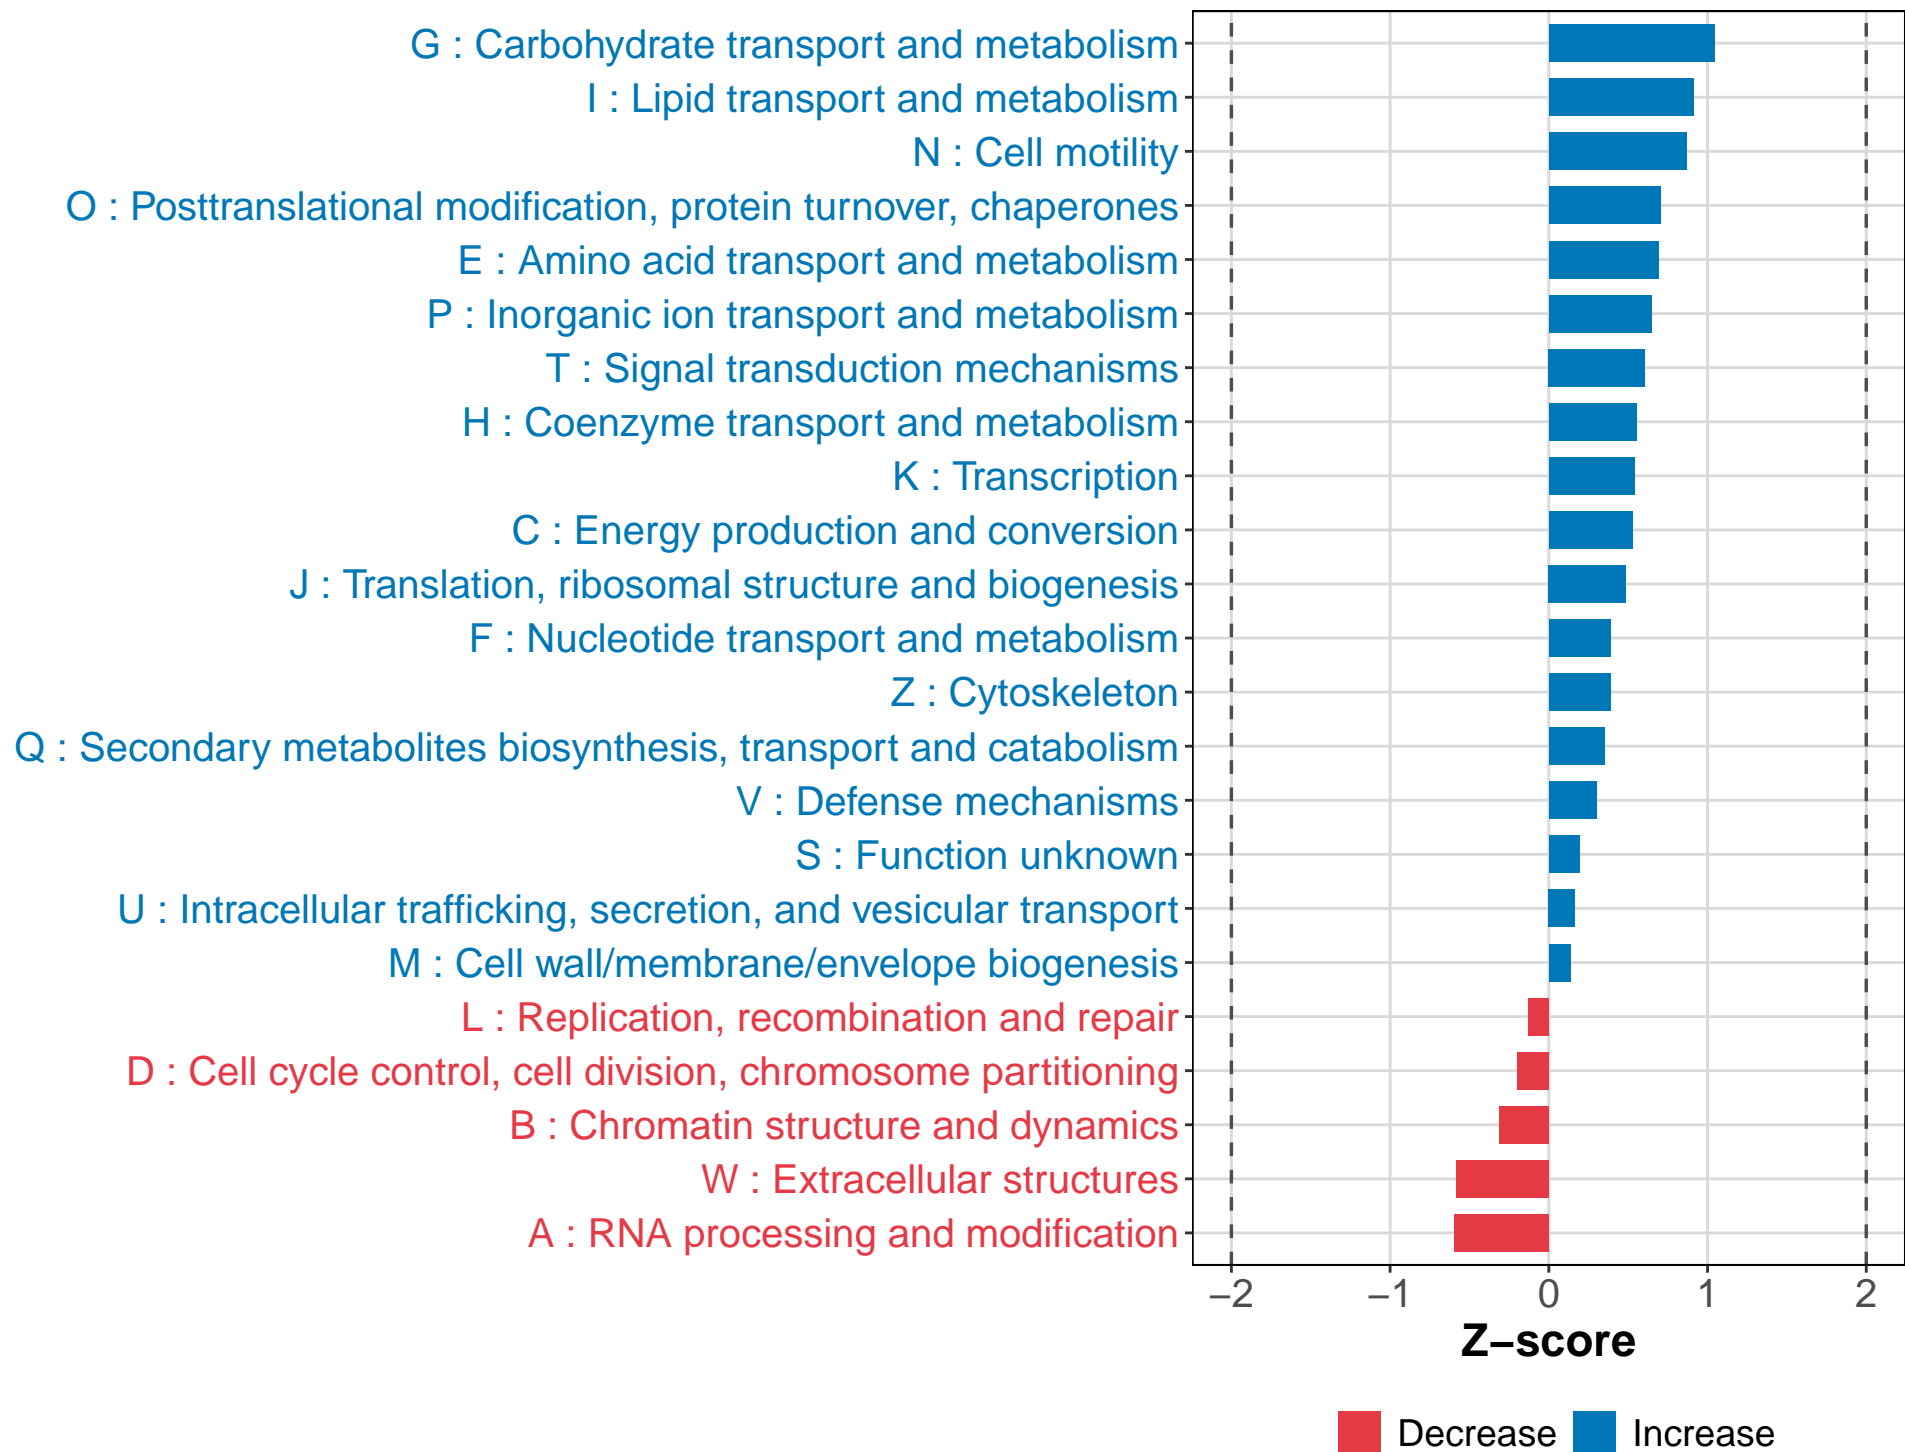 G : Carbohydrate transport and metabolism
I : Lipid transport and metabolism
N : Cell motility
O : Posttranslational modification, protein turnover, chaperones
E : Amino acid transport and metabolism
P : Inorganic ion transport and metabolism
T : Signal transduction mechanisms
H : Coenzyme transport and metabolism
K : Transcription
C : Energy production and conversion
J : Translation, ribosomal structure and biogenesis
F : Nucleotide transport and metabolism
Z : Cytoskeleton
Q : Secondary metabolites biosynthesis, transport and catabolism
V : Defense mechanisms
S : Function unknown
U : Intracellular trafficking, secretion, and vesicular transport
M : Cell wall/membrane/envelope biogenesis
L : Replication, recombination and repair
D : Cell cycle control, cell division, chromosome partitioning
B : Chromatin structure and dynamics
W : Extracellular structures
A : RNA processing and modification
−2 −1 0 1 2
Z−score
Decrease Increase